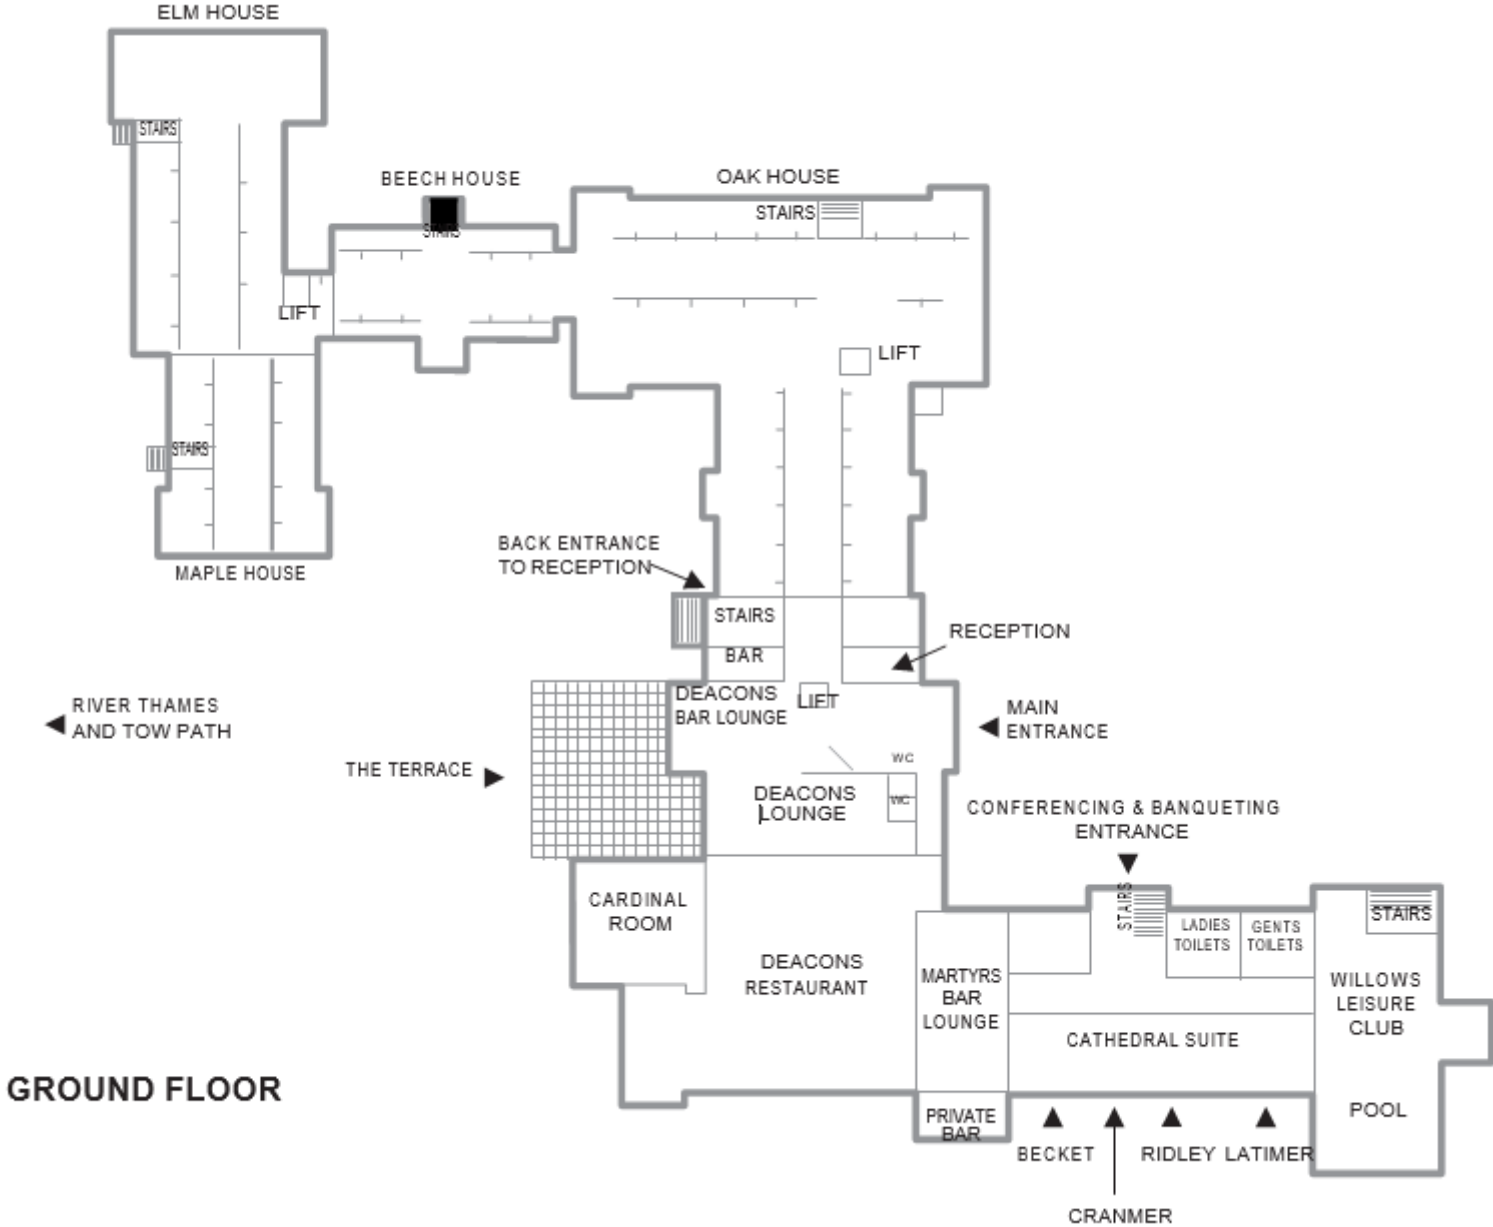 ELM HOUSE
STAIRS
BEECH HOUSE
STAIRS
OAK HOUSE
STAIRS
LIFT
LIFT
STAIRS
MAPLE HOUSE
BACK ENTRANCE
TO RECEPTION
STAIRS
BAR
RECEPTION
DEACONS
BAR LOUNGE
LIFT
MAIN
ENTRANCE
RIVER THAMES
AND TOW PATH
THE TERRACE
WC
WC
DEACONS
LOUNGE
CONFERENCING & BANQUETING
ENTRANCE
CARDINAL
ROOM
DEACONS
RESTAURANT
MARTYRS
BAR
LOUNGE
STAIRS
LADIES
TOILETS
GENTS
TOILETS
STAIRS
WILLOWS
LEISURE
CLUB
CATHEDRAL SUITE
POOL
GROUND FLOOR
PRIVATE
BAR
BECKET
RIDLEY LATIMER
CRANMER